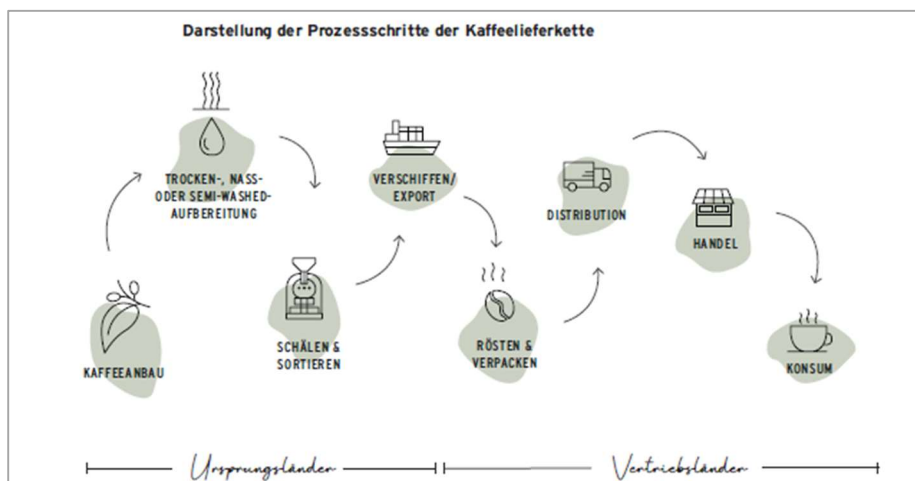 Darstellung der Prozessschritte der Kaffeelieferkette
KAFFEEANBAU
TROCKEN-, NASS-
ODER SEMI-WASHED-
AUFBEREITUNG
SCHÄLEN &
SORTIEREN
VERSCHIFFEN/
EXPORT
RÖSTEN &
VERPACKEN
DISTRIBUTION
HANDEL
KONSUM
Ursprungsländer
Vertriebsländer